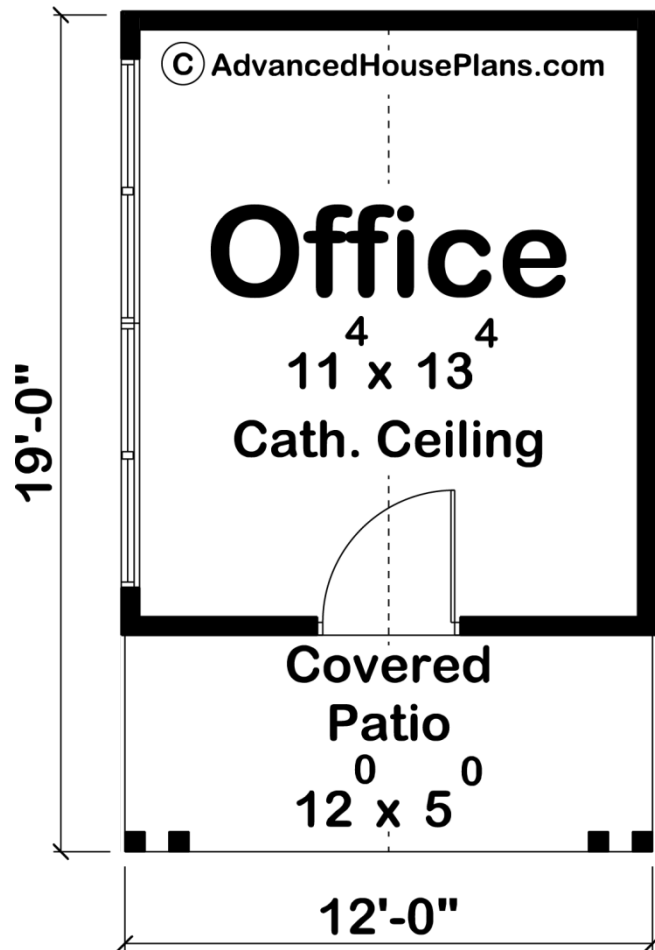 © AdvancedHousePlans.com
Office
11⁴ x 13⁴
Cath. Ceiling
19'-0"
Covered
Patio
12⁰ x 5⁰
12'-0"